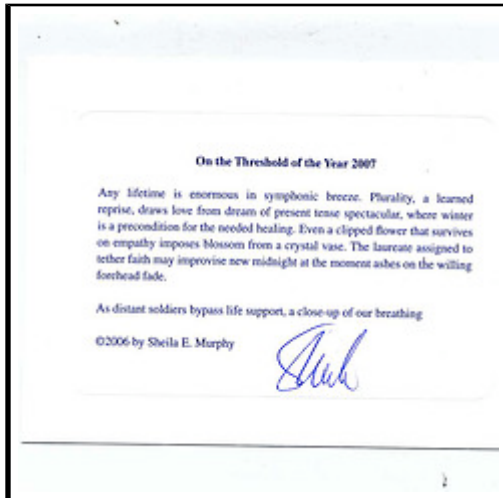 On the Threshold of the Year 2007
Any lifetime is enormous in symphonic breeze. Plurality, a learned
reprise, draws love from dream of present tense spectacular, where winter
is a precondition for the needed healing. Even a clipped flower that survives
on empathy imposes blossom from a crystal vase. The laureate assigned to
tether faith may improvise new midnight at the moment ashes on the willing
forehead fade.
As distant soldiers bypass life support, a close-up of our breathing
©2006 by Sheila E. Murphy
Sheila